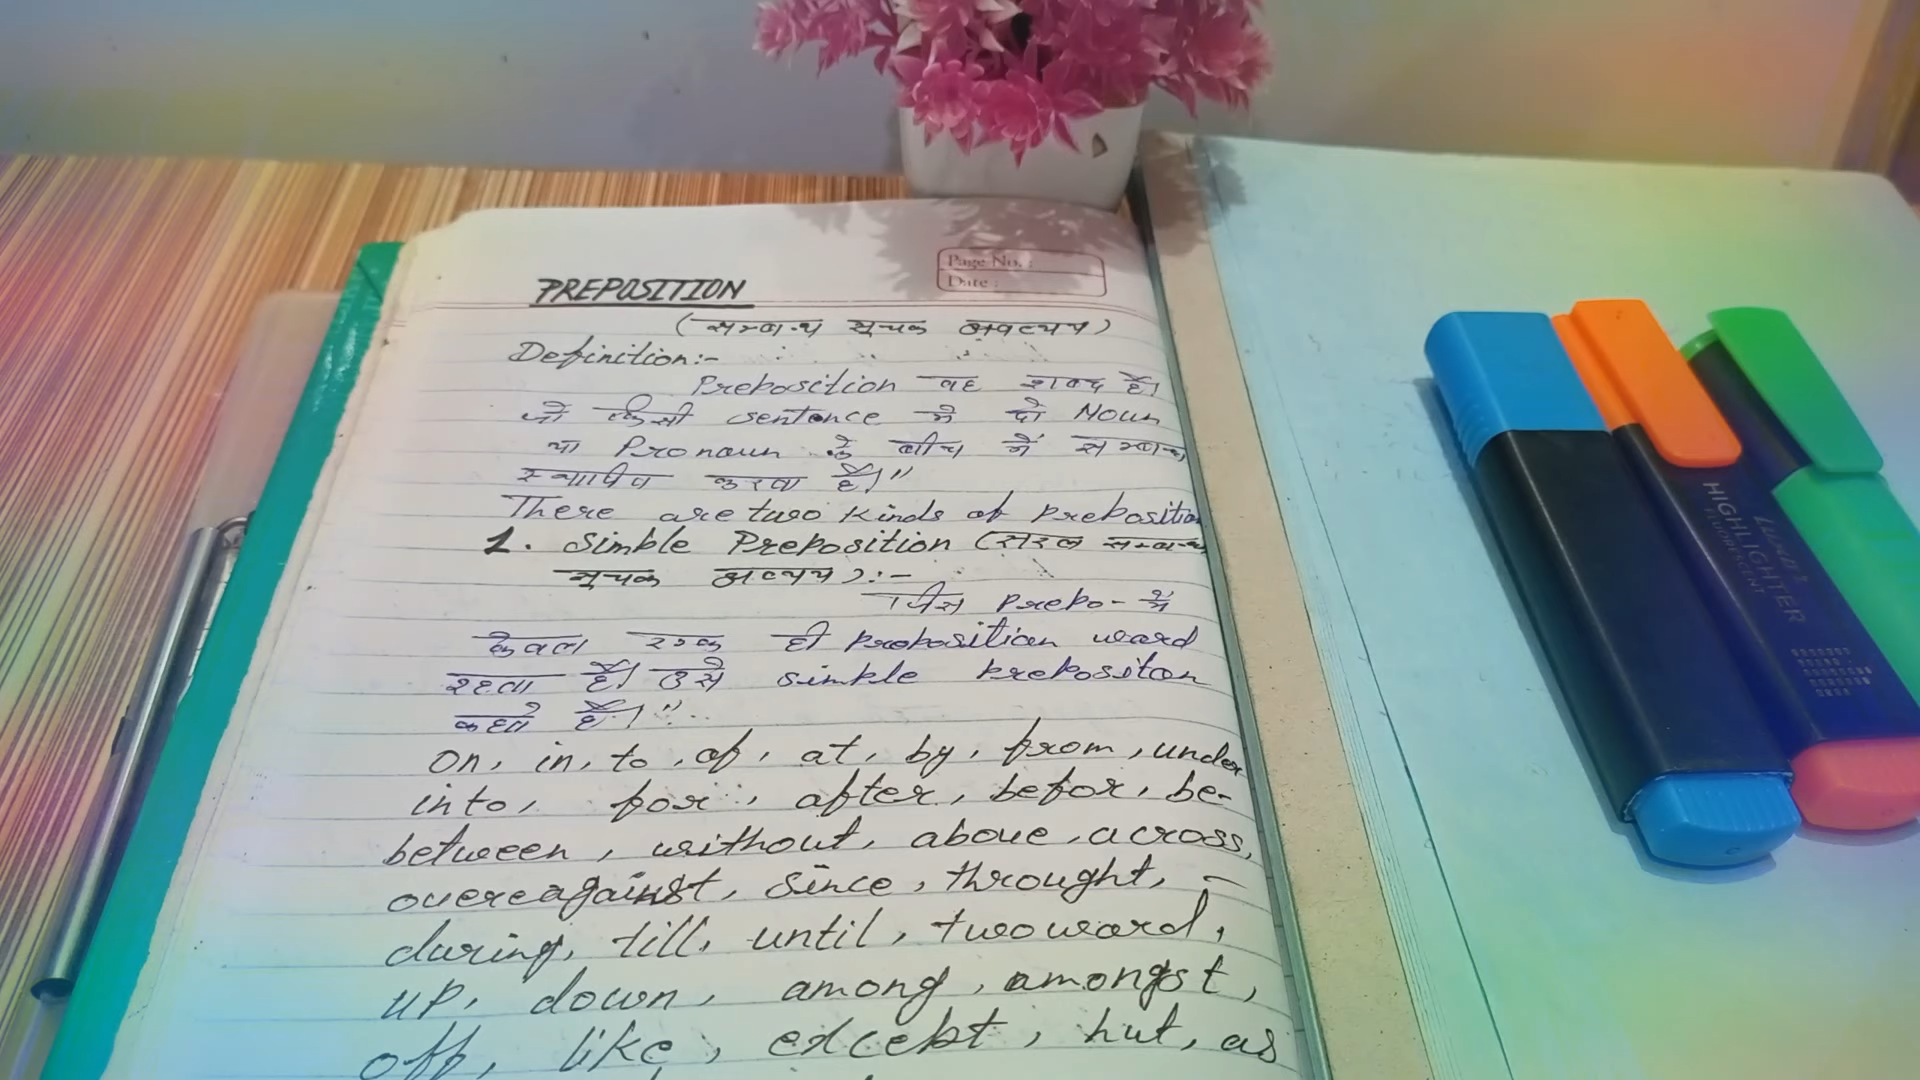 Page No. :
Date :
PREPOSITION
(सम्बन्ध सूचक अव्यय)
Definition:-
Preposition वह शब्द है।
जो किसी sentence मे दो Noun
या Pronoun के बीच में सम्बन्ध
स्थापित करता है।"
There are two kinds of preposition
1. Simple Preposition (सरल सम्बन्ध
सूचक अव्यय):-
जिस prepo- में
केवल एक ही preposition word
रहता है। उसे simple prepositon
कहते है।"
On, in, to, of, at, by, from, under
into, for, after, befor, be-
between, without, above, across,
overeagainst, since, throught, -
during, till, until, twoward,
up, down, among, amongst,
off, like, except, but, as
HIGHLIGHTER
FLUORESCENT